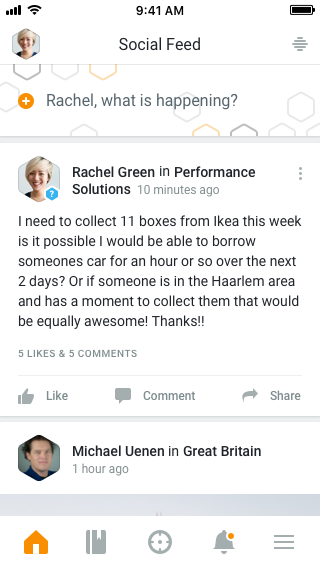 9:41 AM
Social Feed
Rachel, what is happening?
Rachel Green in Performance
Solutions 10 minutes ago
?
I need to collect 11 boxes from Ikea this week
is it possible I would be able to borrow
someones car for an hour or so over the next
2 days? Or if someone is in the Haarlem area
and has a moment to collect them that would
be equally awesome! Thanks!!
5 LIKES & 5 COMMENTS
Like Comment Share
Michael Uenen in Great Britain
1 hour ago